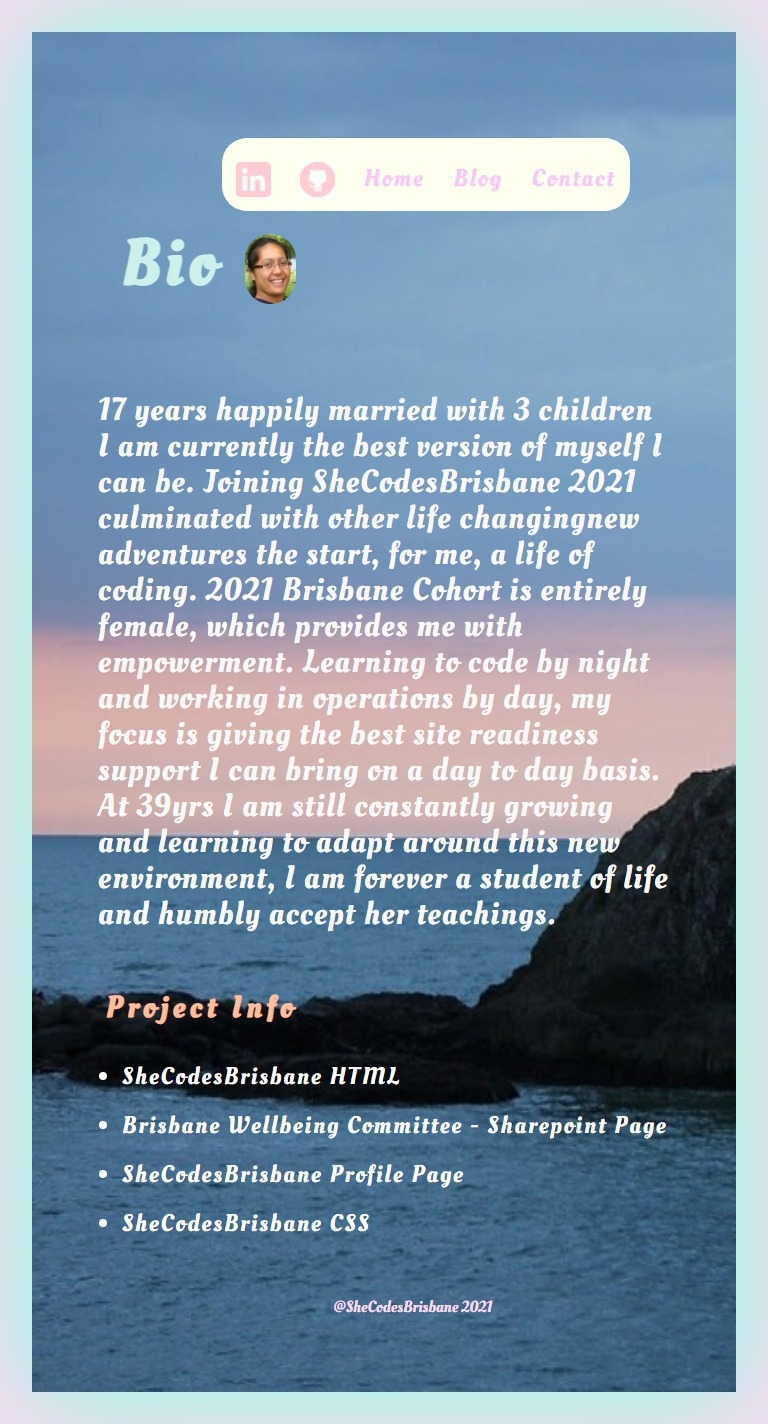 in
Home Blog Contact
Bio
17 years happily married with 3 children
I am currently the best version of myself I
can be. Joining SheCodesBrisbane 2021
culminated with other life changingnew
adventures the start, for me, a life of
coding. 2021 Brisbane Cohort is entirely
female, which provides me with
empowerment. Learning to code by night
and working in operations by day, my
focus is giving the best site readiness
support I can bring on a day to day basis.
At 39yrs I am still constantly growing
and learning to adapt around this new
environment, I am forever a student of life
and humbly accept her teachings.
Project Info
• SheCodesBrisbane HTML
• Brisbane Wellbeing Committee - Sharepoint Page
• SheCodesBrisbane Profile Page
• SheCodesBrisbane CSS
@SheCodesBrisbane 2021